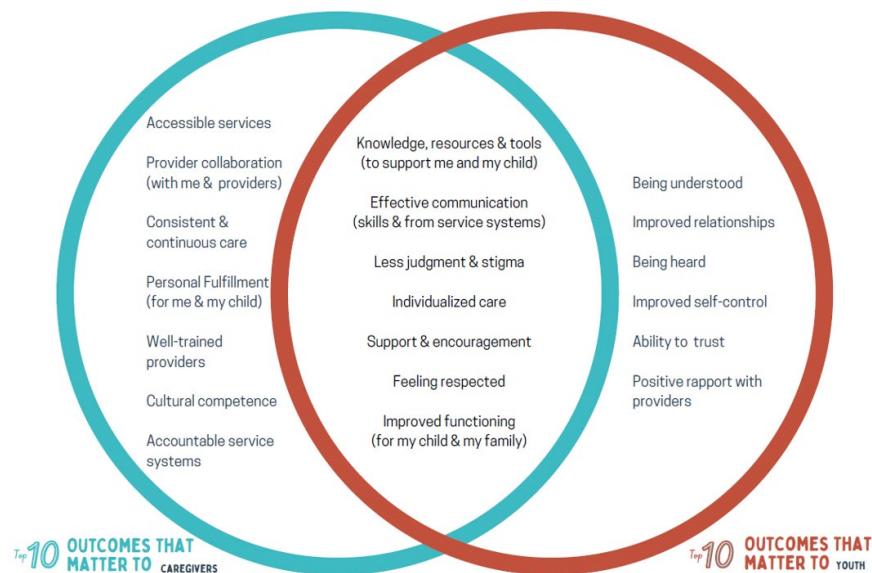 Accessible services
Provider collaboration
(with me & providers)
Consistent &
continuous care
Personal Fulfillment
(for me & my child)
Well-trained
providers
Cultural competence
Accountable service
systems
Knowledge, resources & tools
(to support me and my child)
Effective communication
(skills & from service systems)
Less judgment & stigma
Individualized care
Support & encouragement
Feeling respected
Improved functioning
(for my child & my family)
Being understood
Improved relationships
Being heard
Improved self-control
Ability to trust
Positive rapport with
providers
Top 10 OUTCOMES THAT
MATTER TO CAREGIVERS
Top 10 OUTCOMES THAT
MATTER TO YOUTH